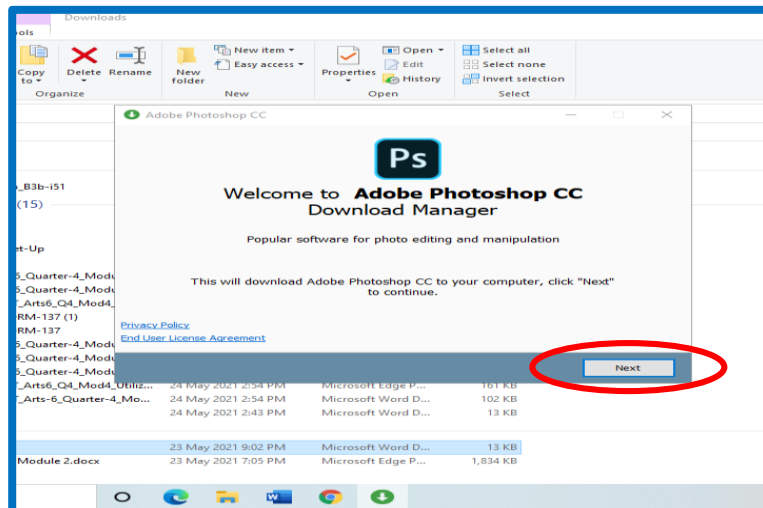 Downloads
ools
Copy to
Delete
Rename
New folder
New item
Easy access
Properties
Open
Edit
History
Select all
Select none
Invert selection
Organize
New
Open
Select
Adobe Photoshop CC
Ps
Welcome to Adobe Photoshop CC
Download Manager
Popular software for photo editing and manipulation
This will download Adobe Photoshop CC to your computer, click "Next"
to continue.
Privacy Policy
End User License Agreement
Next
_B3b-i51
(15)
et-Up
6_Quarter-4_Modu
6_Quarter-4_Modu
_Arts6_Q4_Mod4_
RM-137 (1)
RM-137
6_Quarter-4_Modu
6_Quarter-4_Modu
6_Quarter-4_Modu
_Arts6_Q4_Mod4_Utiliz... 24 May 2021 2:54 PM Microsoft Edge P... 161 KB
_Arts-6_Quarter-4_Mo... 24 May 2021 2:54 PM Microsoft Word D... 102 KB
24 May 2021 2:43 PM Microsoft Word D... 13 KB
23 May 2021 9:02 PM Microsoft Word D... 13 KB
Module 2.docx 23 May 2021 7:05 PM Microsoft Edge P... 1,834 KB